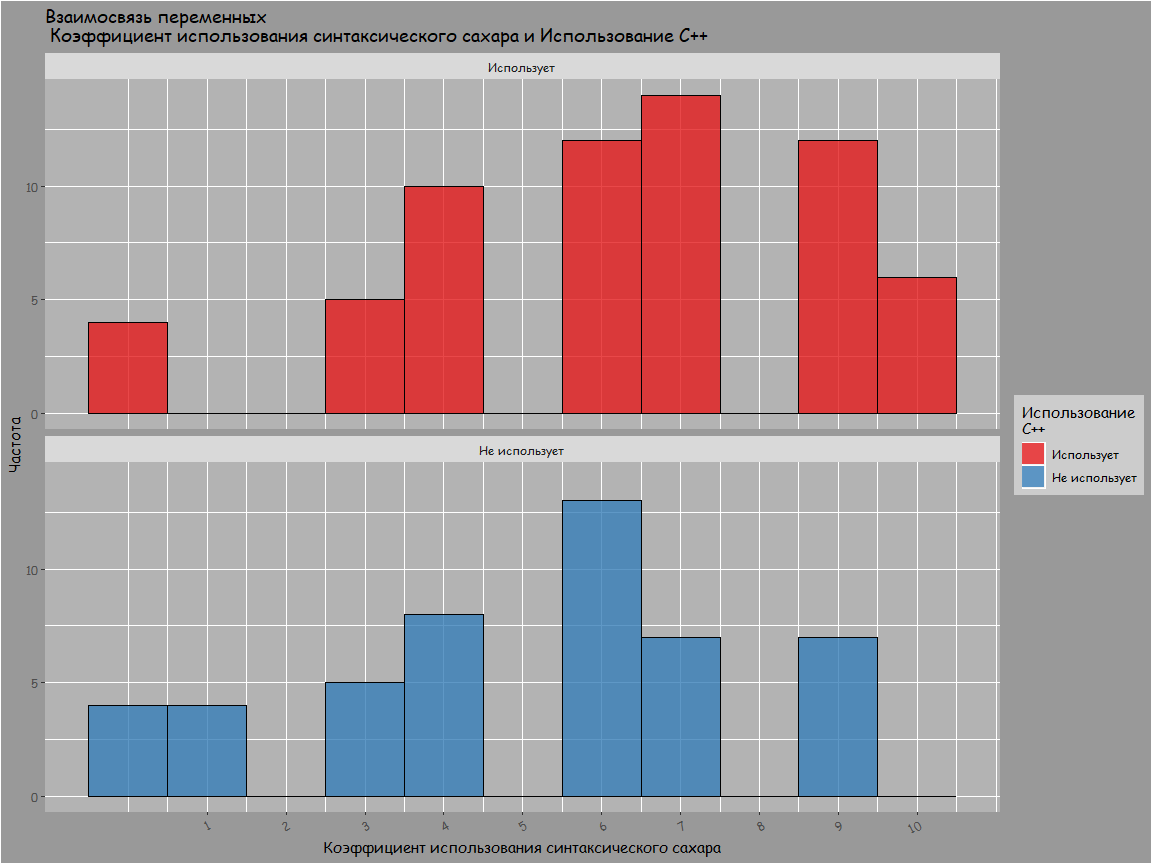 Взаимосвязь переменных
Коэффициент использования синтаксического сахара и Использование С++
Использует
10
5
0
Не использует
10
5
0
Частота
1 2 3 4 5 6 7 8 9 10
Коэффициент использования синтаксического сахара
Использование
С++
Использует
Не использует